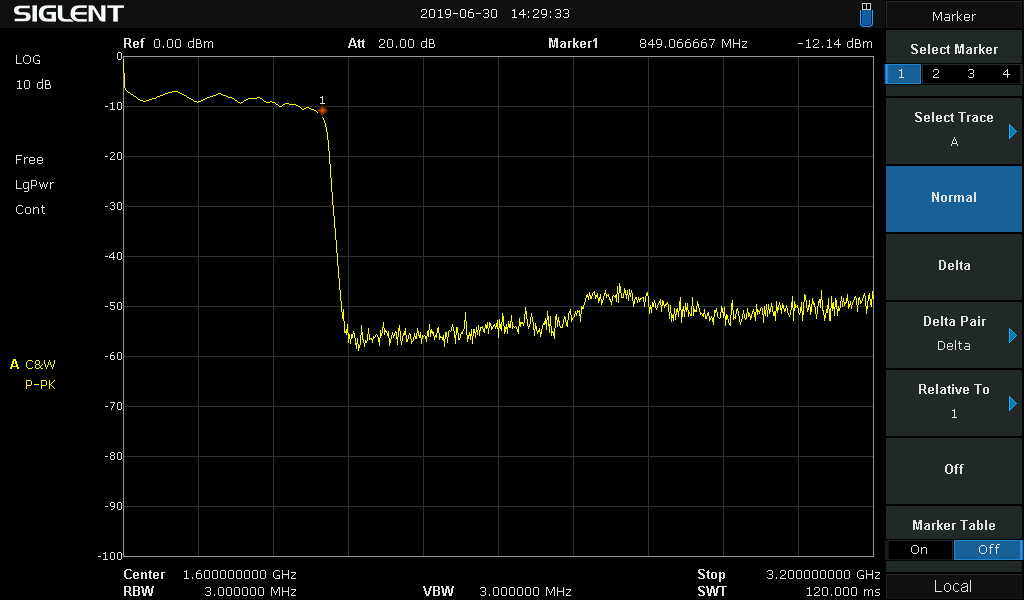 SIGLENT
2019-06-30 14:29:33
Marker
Ref 0.00 dBm Att 20.00 dB Marker1 849.066667 MHz -12.14 dBm
LOG
10 dB
Free
LgPwr
Cont
A C&W
P-PK
0
-10
-20
-30
-40
-50
-60
-70
-80
-90
-100
1
Center 1.600000000 GHz Stop 3.200000000 GHz
RBW 3.000000 MHz VBW 3.000000 MHz SWT 120.000 ms
Select Marker
1 2 3 4
Select Trace
A
Normal
Delta
Delta Pair
Delta
Relative To
1
Off
Marker Table
On Off
Local